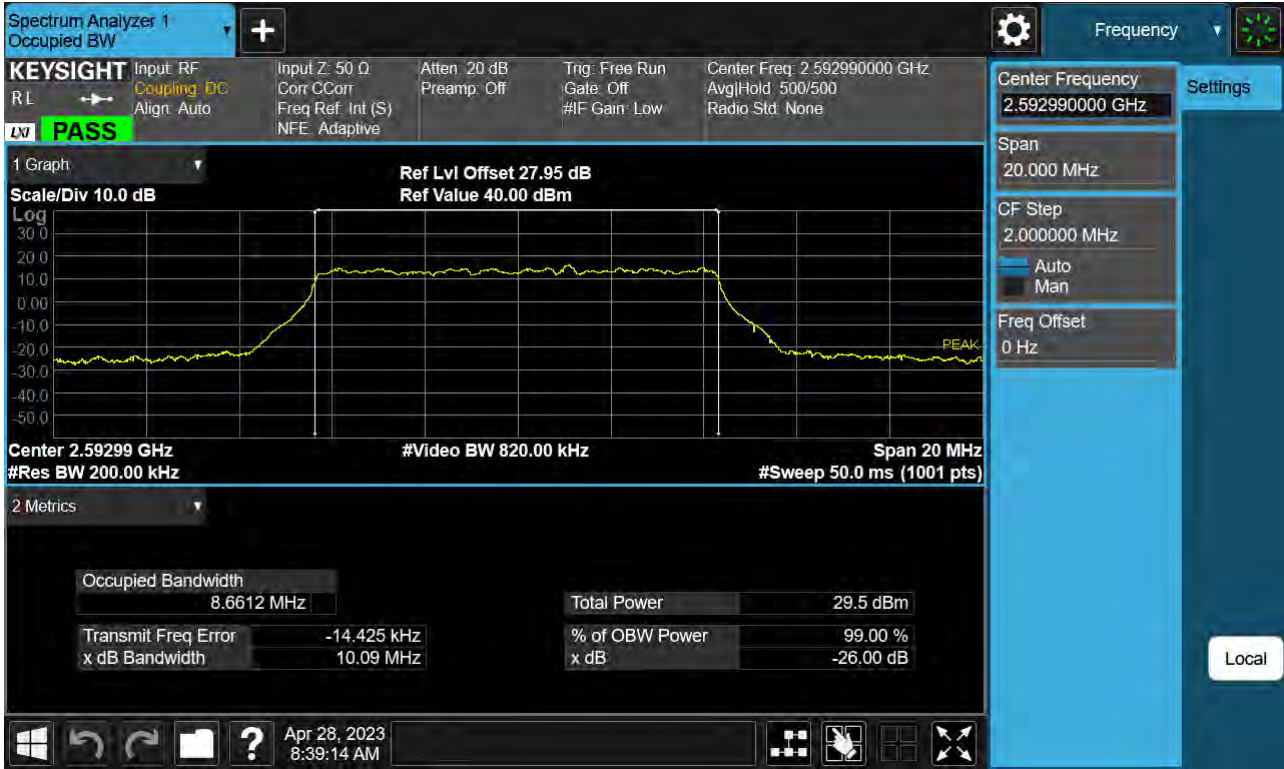 Spectrum Analyzer 1
Occupied BW
Frequency
KEYSIGHT
R L
LXI
PASS
Input: RF
Coupling: DC
Align: Auto
Input Z: 50 Ω
Corr CCorr
Freq Ref: Int (S)
NFE: Adaptive
Atten: 20 dB
Preamp: Off
Trig: Free Run
Gate: Off
#IF Gain: Low
Center Freq: 2.592990000 GHz
Avg|Hold: 500/500
Radio Std: None
1 Graph
Scale/Div 10.0 dB
Ref Lvl Offset 27.95 dB
Ref Value 40.00 dBm
Log
30.0
20.0
10.0
0.00
-10.0
-20.0
-30.0
-40.0
-50.0
PEAK
Center 2.59299 GHz
#Res BW 200.00 kHz
#Video BW 820.00 kHz
Span 20 MHz
#Sweep 50.0 ms (1001 pts)
2 Metrics
Occupied Bandwidth
8.6612 MHz
Transmit Freq Error -14.425 kHz
x dB Bandwidth 10.09 MHz
Total Power 29.5 dBm
% of OBW Power 99.00 %
x dB -26.00 dB
Apr 28, 2023
8:39:14 AM
Center Frequency
2.592990000 GHz
Span
20.000 MHz
CF Step
2.000000 MHz
Auto
Man
Freq Offset
0 Hz
Settings
Local